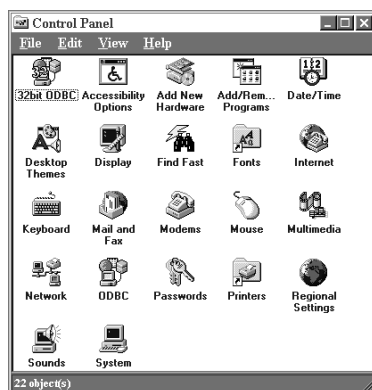 Control Panel
File Edit View Help
32bit ODBC Accessibility Options Add New Hardware Add/Rem... Programs Date/Time
Desktop Themes Display Find Fast Fonts Internet
Keyboard Mail and Fax Modems Mouse Multimedia
Network ODBC Passwords Printers Regional Settings
Sounds System
22 object(s)